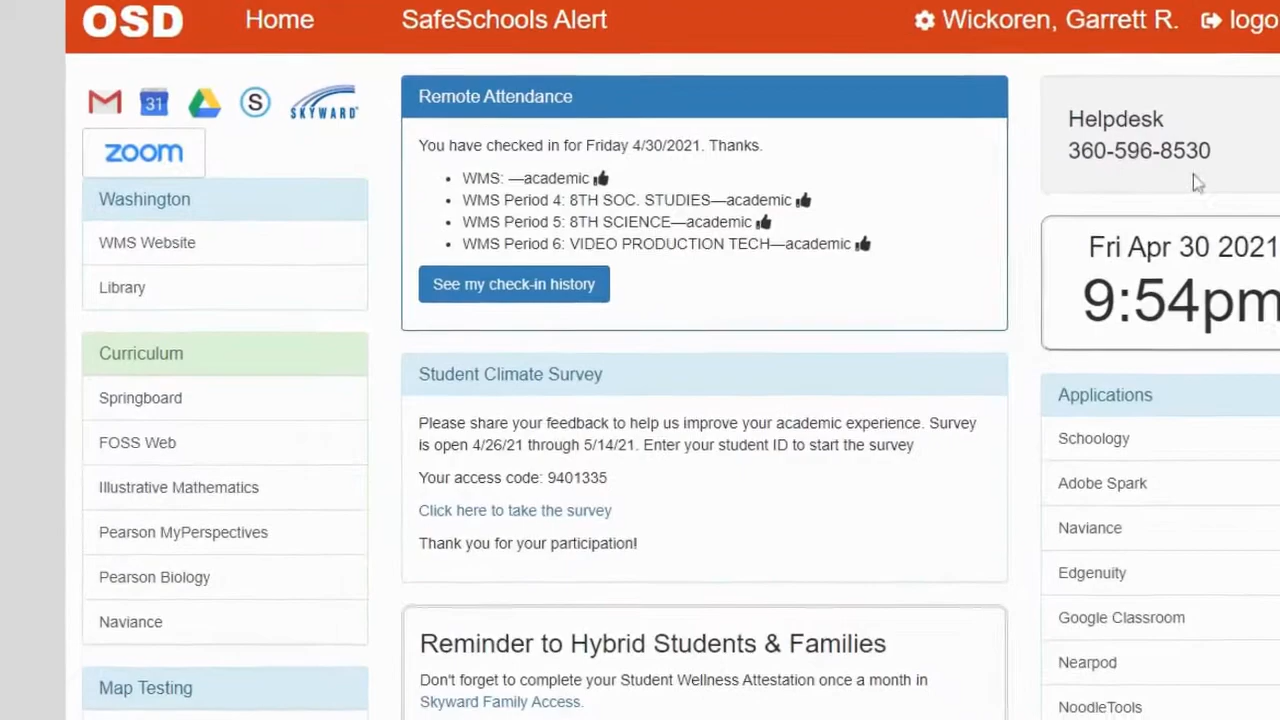 OSD Home SafeSchools Alert Wickoren, Garrett R. logo
31 S SKYWARD
zoom
Washington
WMS Website
Library
Curriculum
Springboard
FOSS Web
Illustrative Mathematics
Pearson MyPerspectives
Pearson Biology
Naviance
Map Testing
Remote Attendance
You have checked in for Friday 4/30/2021. Thanks.
• WMS: —academic
• WMS Period 4: 8TH SOC. STUDIES—academic
• WMS Period 5: 8TH SCIENCE—academic
• WMS Period 6: VIDEO PRODUCTION TECH—academic
See my check-in history
Student Climate Survey
Please share your feedback to help us improve your academic experience. Survey
is open 4/26/21 through 5/14/21. Enter your student ID to start the survey
Your access code: 9401335
Click here to take the survey
Thank you for your participation!
Reminder to Hybrid Students & Families
Don't forget to complete your Student Wellness Attestation once a month in
Skyward Family Access.
Helpdesk
360-596-8530
Fri Apr 30 2021
9:54pm
Applications
Schoology
Adobe Spark
Naviance
Edgenuity
Google Classroom
Nearpod
NoodleTools